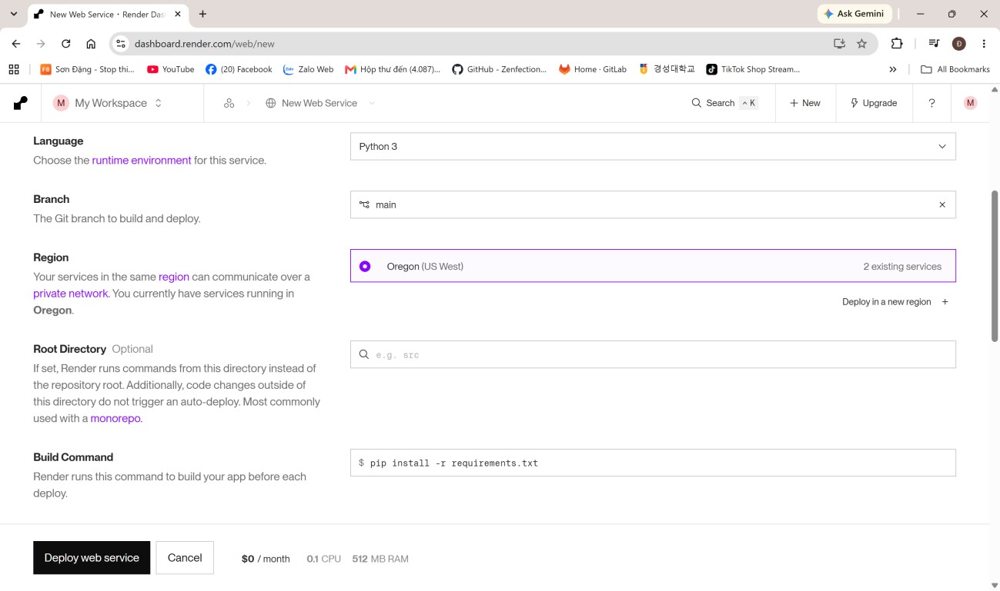 New Web Service · Render Das
Ask Gemini
dashboard.render.com/web/new
Đ
F8 Sơn Đặng - Stop thi... YouTube (20) Facebook Zalo Zalo Web Hộp thư đến (4.087)... GitHub - Zenfection... Home · GitLab 경성대학교 TikTok Shop Stream... All Bookmarks
M My Workspace New Web Service Search ^ K + New Upgrade ? M
Language
Choose the runtime environment for this service.
Python 3
Branch
The Git branch to build and deploy.
main
Region
Your services in the same region can communicate over a
private network. You currently have services running in
Oregon.
Oregon (US West) 2 existing services
Deploy in a new region +
Root Directory Optional
If set, Render runs commands from this directory instead of
the repository root. Additionally, code changes outside of
this directory do not trigger an auto-deploy. Most commonly
used with a monorepo.
e.g. src
Build Command
Render runs this command to build your app before each
deploy.
$ pip install -r requirements.txt
Deploy web service Cancel $0 / month 0.1 CPU 512 MB RAM